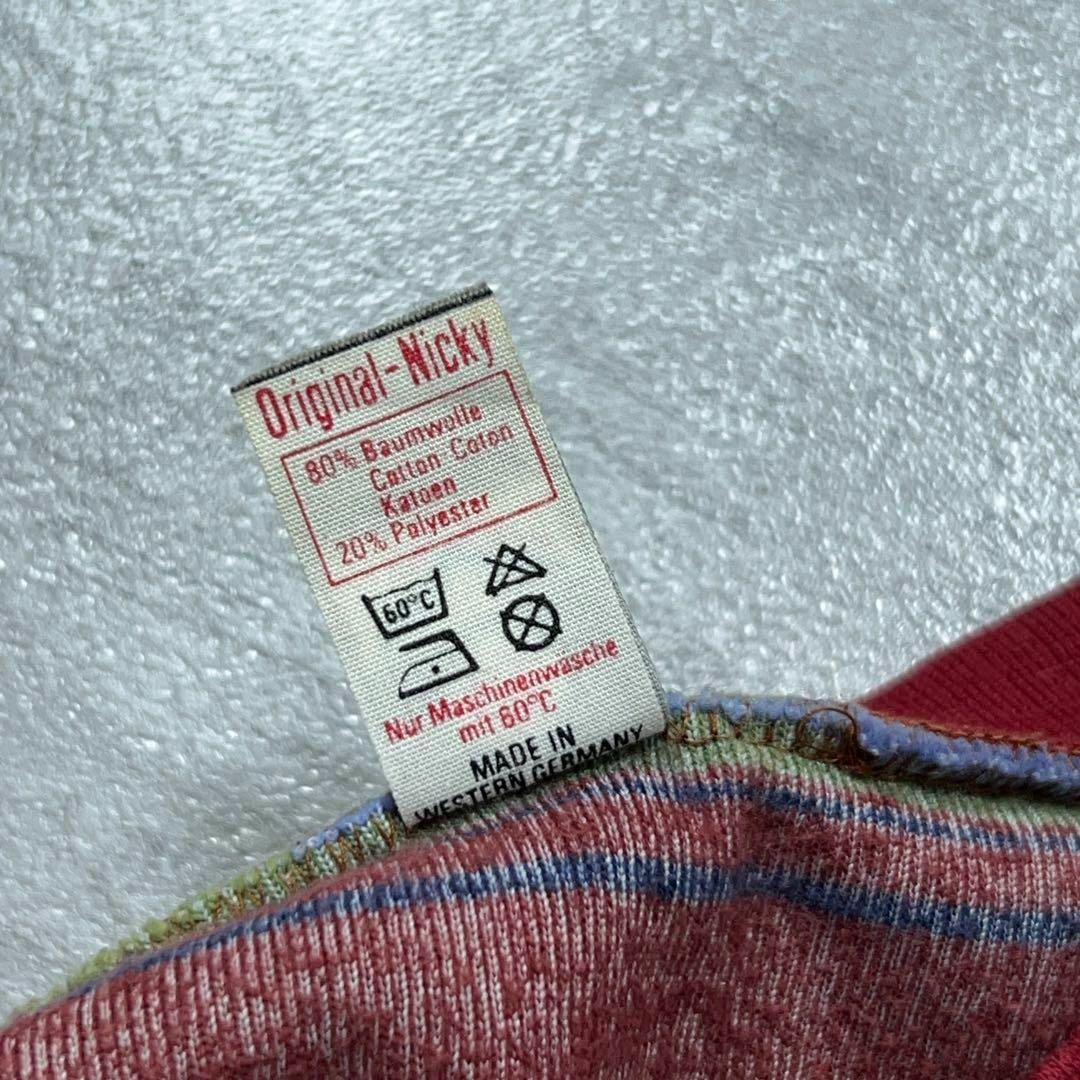 Original-Nicky
80% Baumwolle
Cotton Coton
Katoen
20% Polyester
60°C
Nur Maschinenwäsche
mit 60°C
MADE IN
WESTERN GERMANY